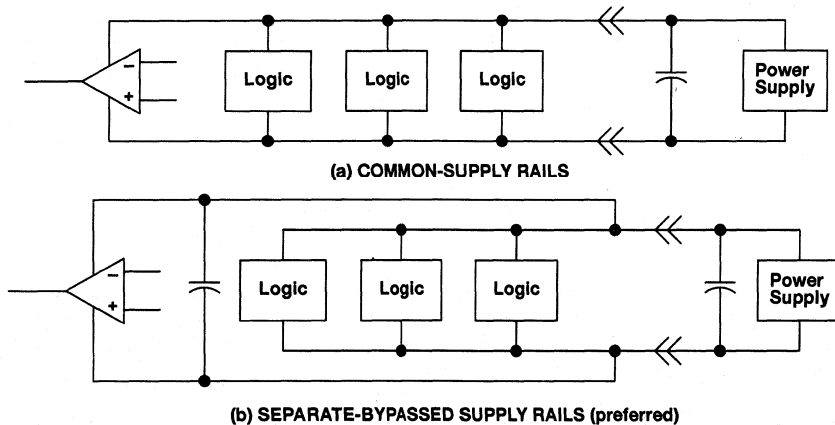 −
+
Logic
Logic
Logic
Power
Supply
(a) COMMON-SUPPLY RAILS
−
+
Logic
Logic
Logic
Power
Supply
(b) SEPARATE-BYPASSED SUPPLY RAILS (preferred)